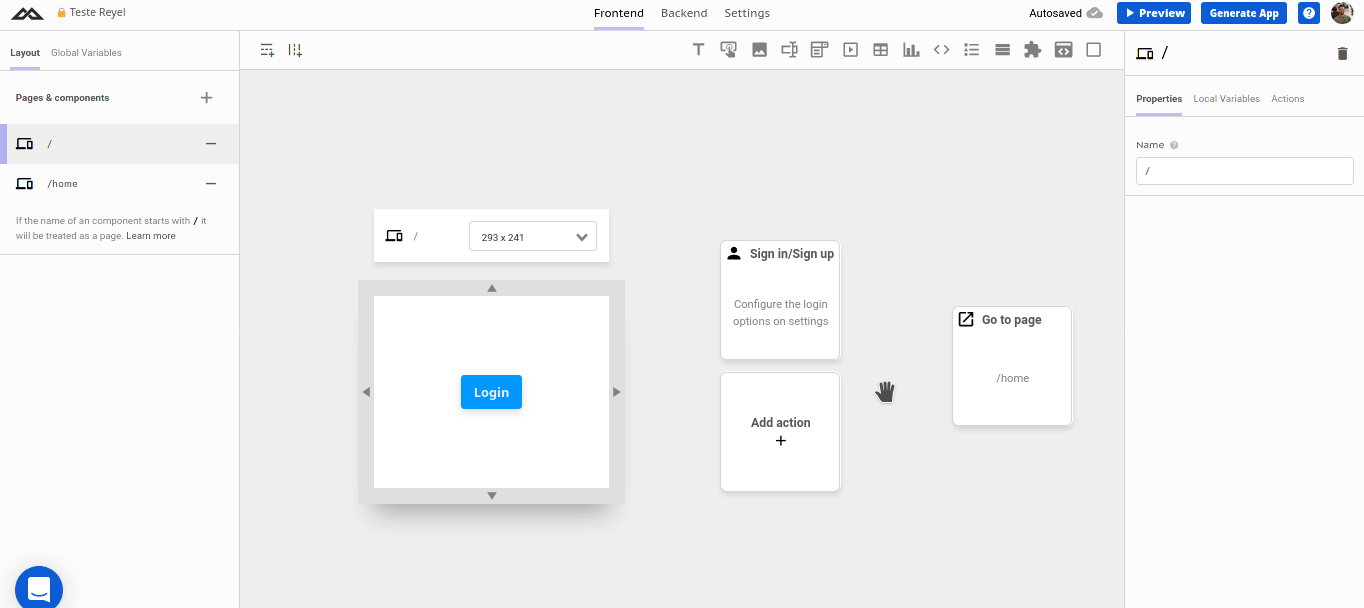 Teste Reyel
Frontend
Backend
Settings
Autosaved
Preview
Generate App
?
Layout
Global Variables
Pages & components
/
/home
If the name of an component starts with / it
will be treated as a page. Learn more
/
293 x 241
Login
Sign in/Sign up
Configure the login
options on settings
Add action
Go to page
/home
/
Properties
Local Variables
Actions
Name
/